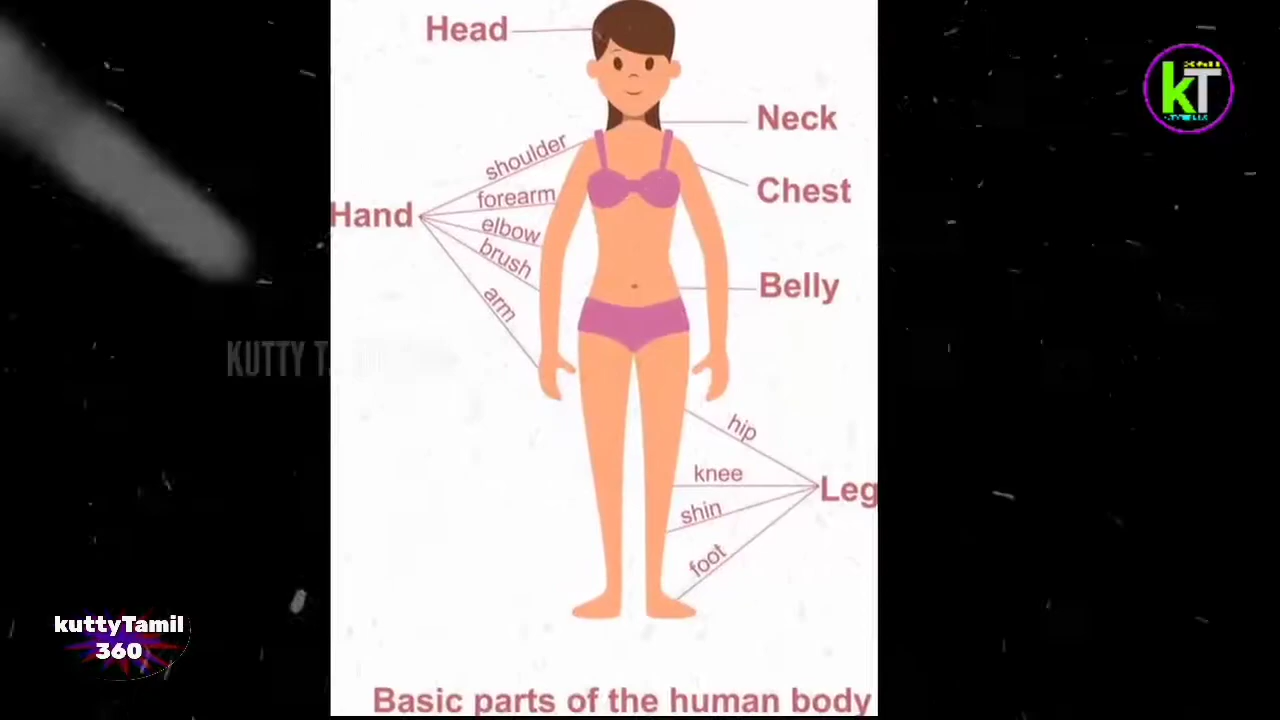 Head
Neck
shoulder
Chest
forearm
Hand
elbow
brush
Belly
arm
KUTTY T
hip
knee
Leg
shin
foot
Basic parts of the human body
kT
kuttyTamil
360